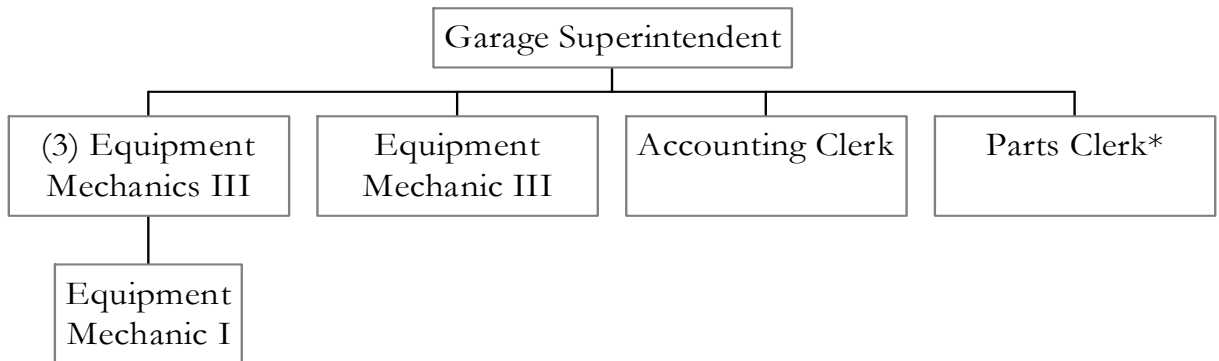 Garage Superintendent
(3) Equipment
Mechanics III
Equipment
Mechanic III
Accounting Clerk
Parts Clerk*
Equipment
Mechanic I